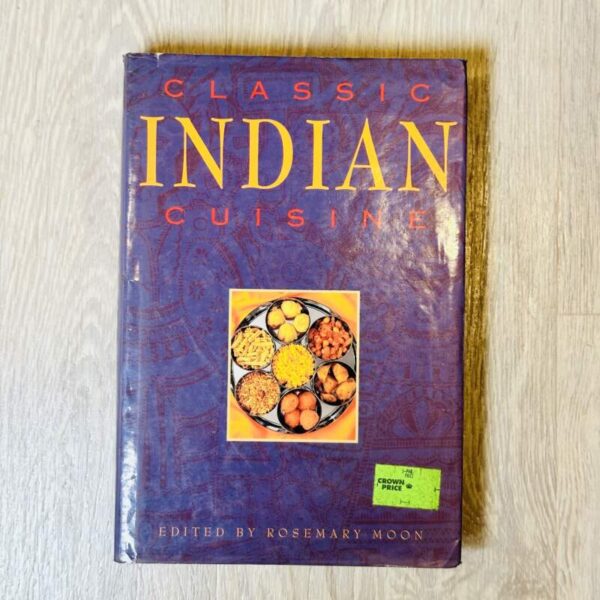 CLASSIC
INDIAN
CUISINE
CROWN
PRICE
EDITED BY ROSEMARY MOON